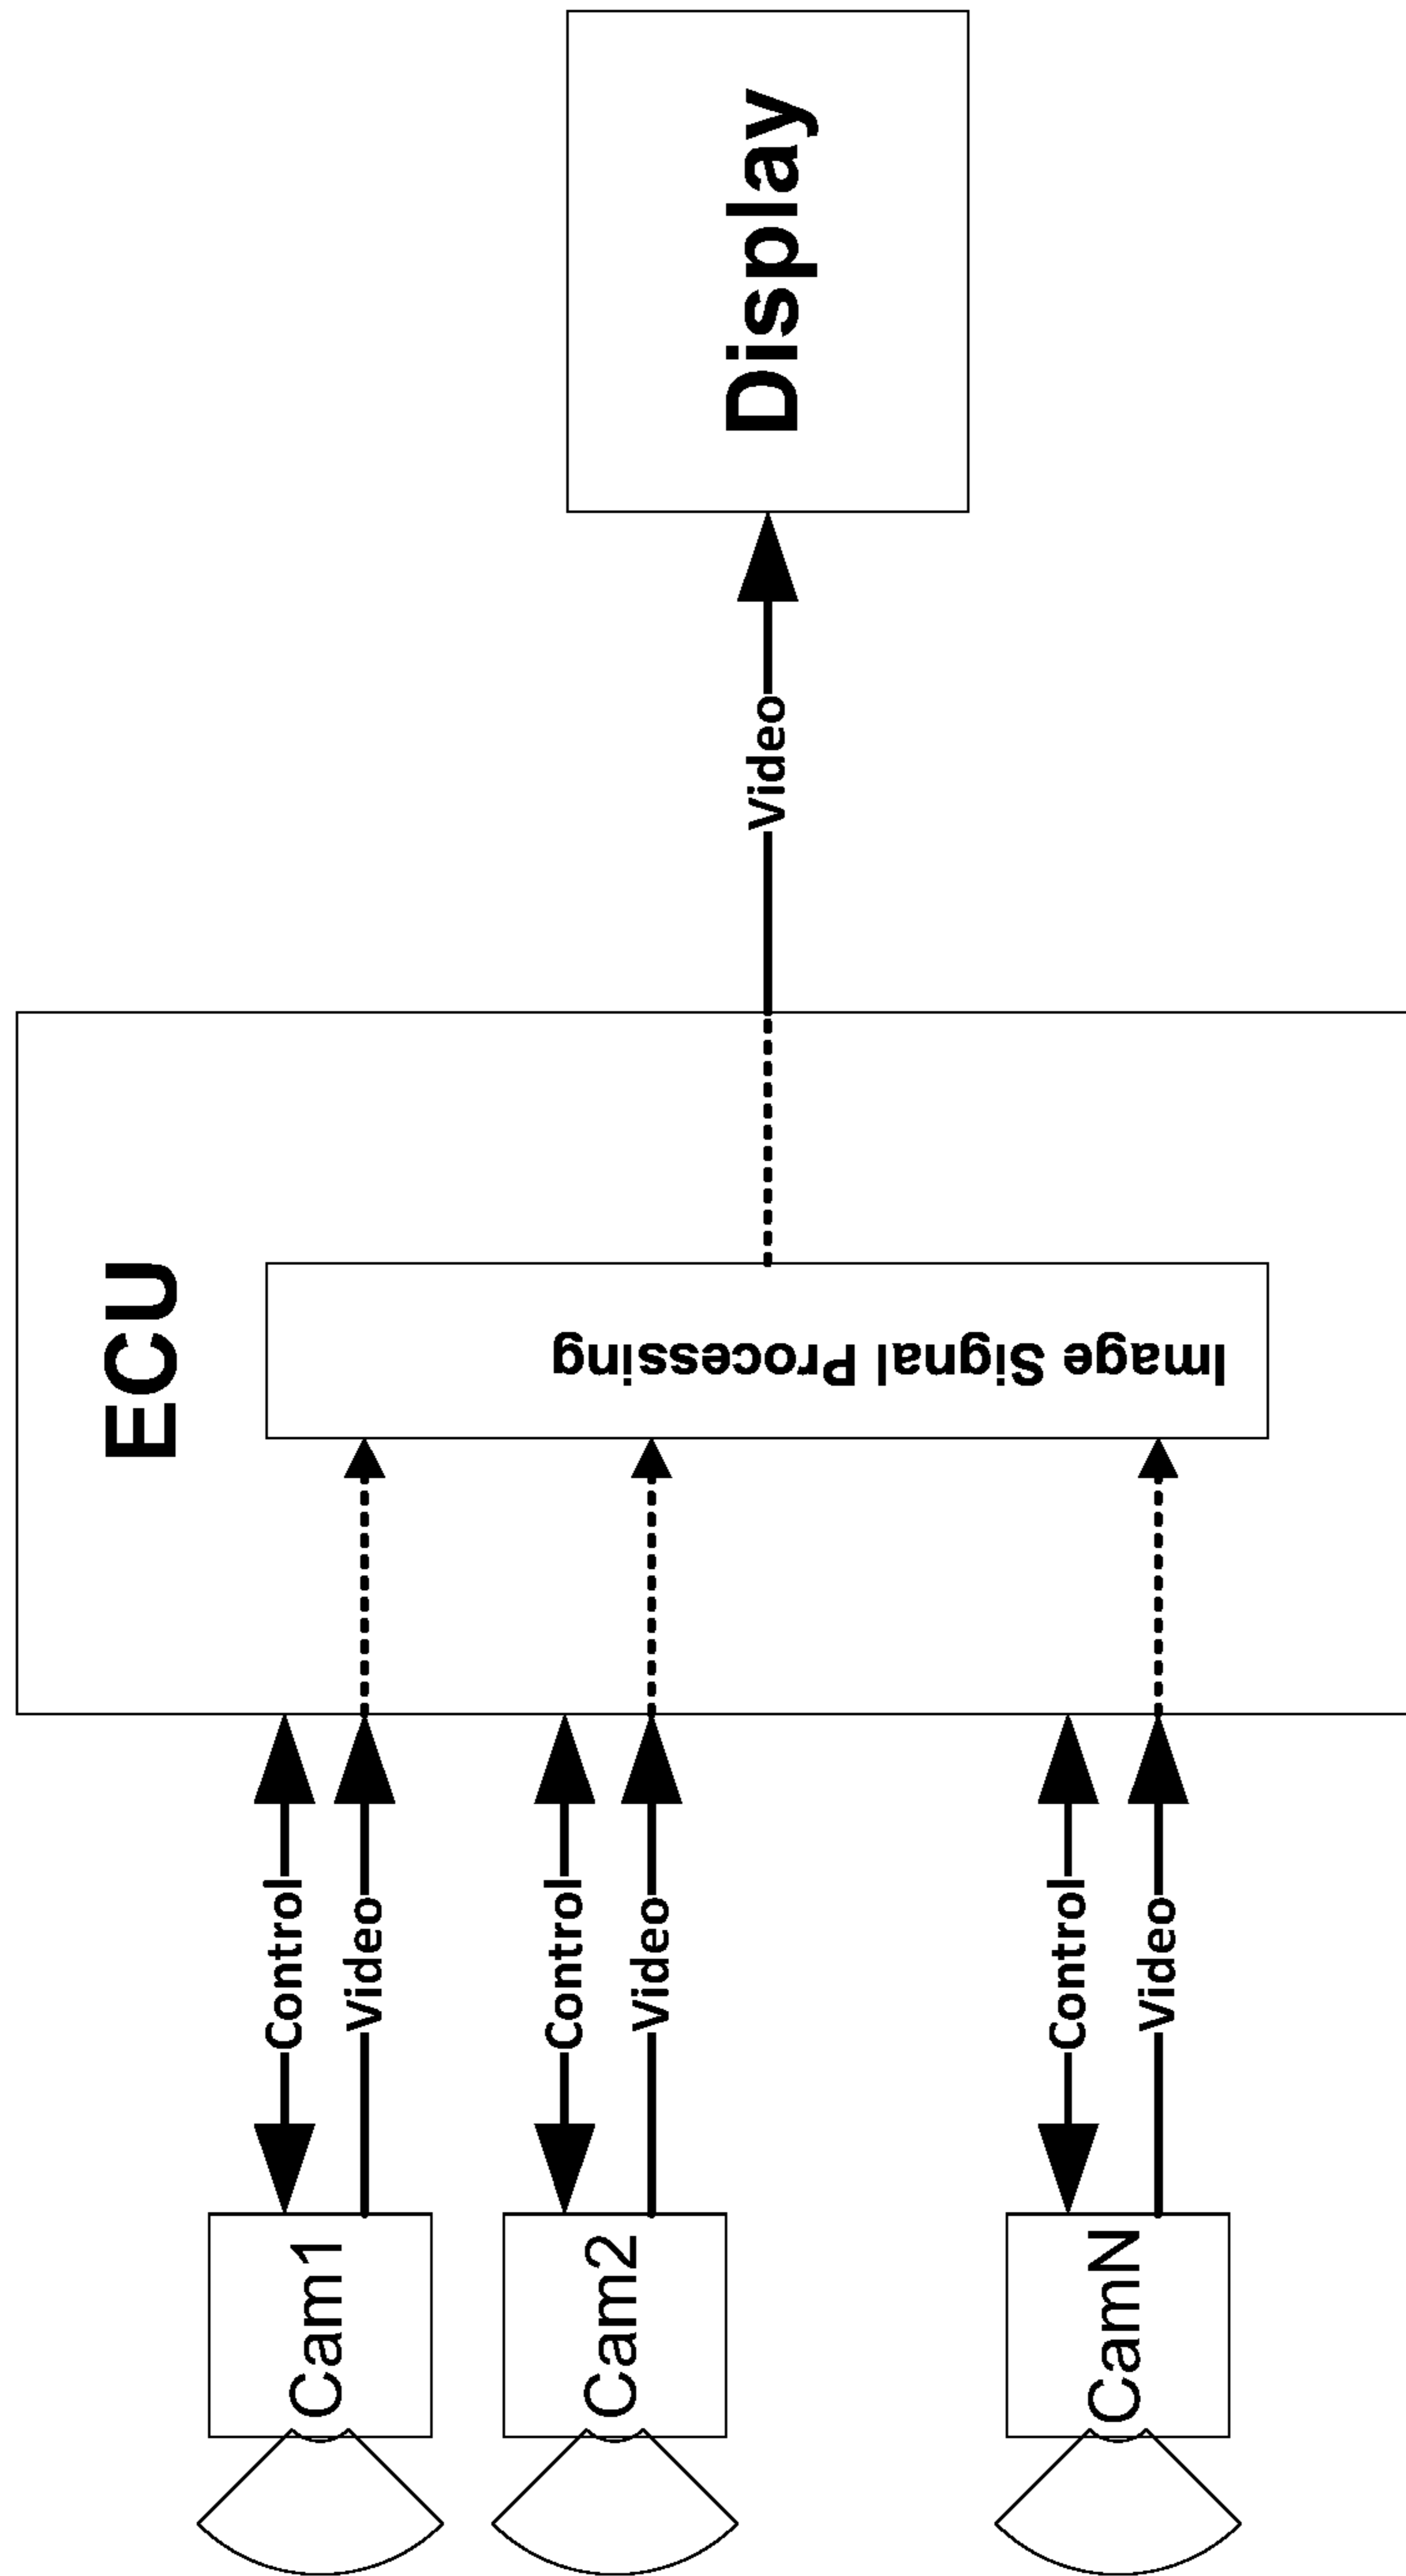 ECU
Cam1
Control
Video
Cam2
Control
Video
CamN
Control
Video
Image Signal Processing
Video
Display